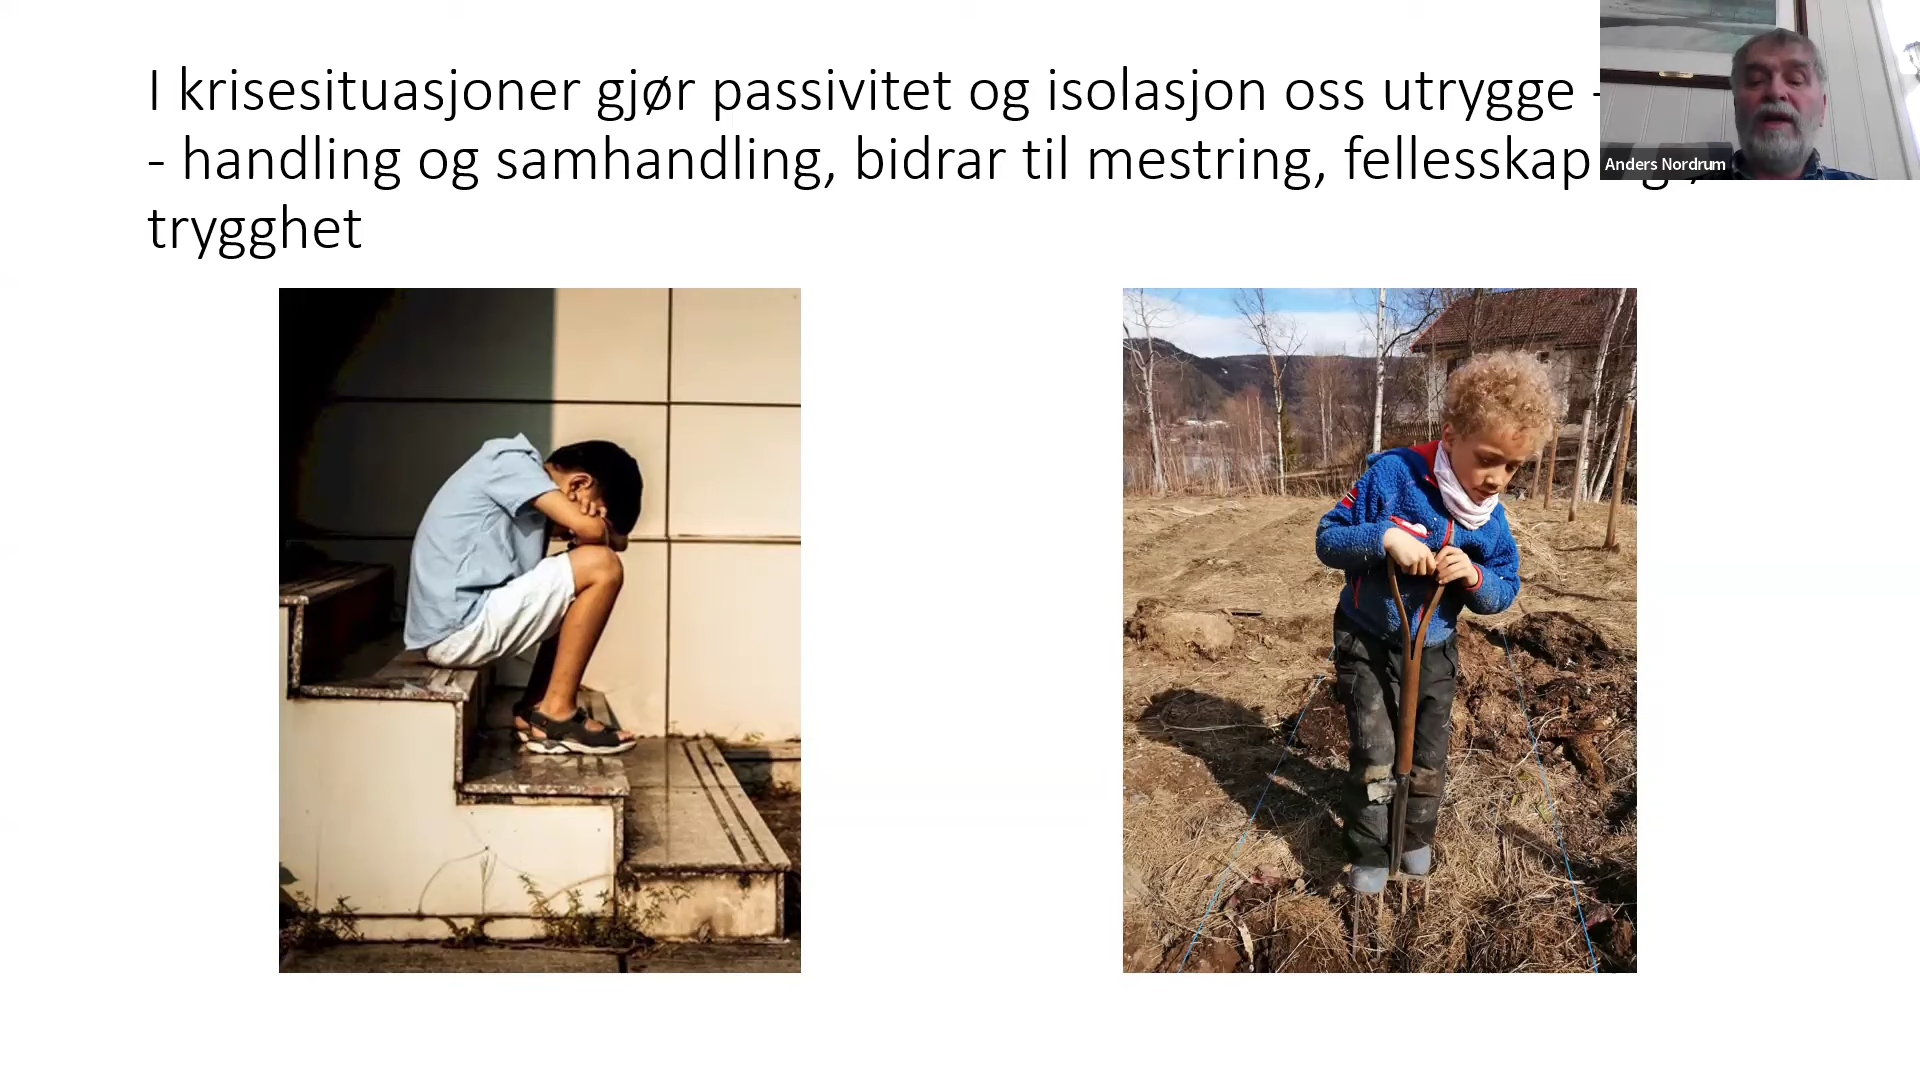 I krisesituasjoner gjør passivitet og isolasjon oss utrygge -
- handling og samhandling, bidrar til mestring, fellesskap
trygghet
Anders Nordrum